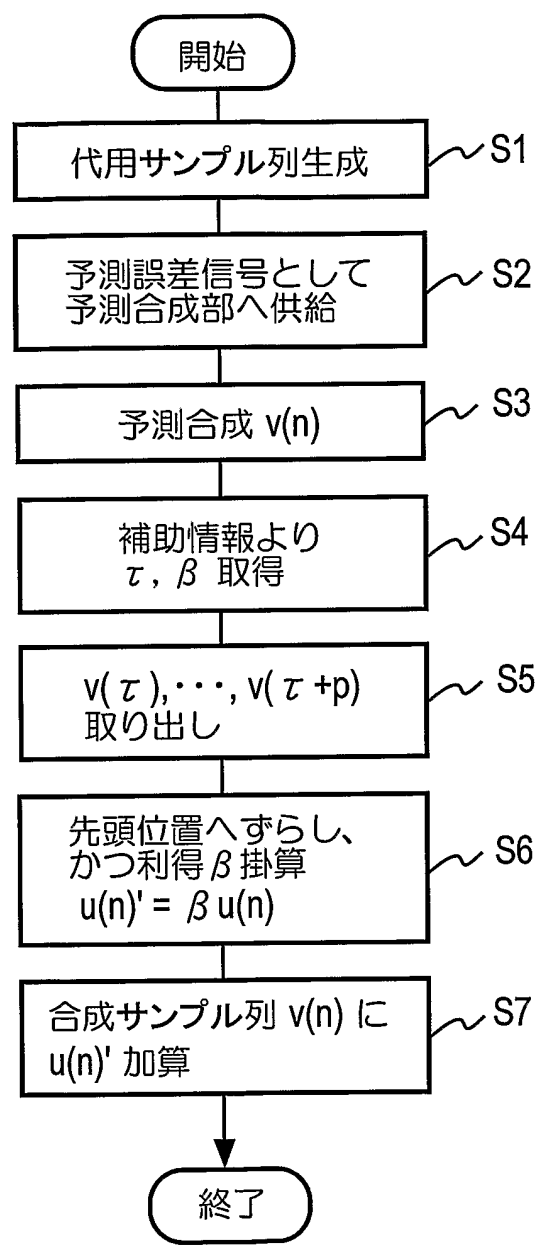 開始
代用サンプル列生成
S1
予測誤差信号として
予測合成部へ供給
S2
予測合成 v(n)
S3
補助情報より
τ, β 取得
S4
v(τ),･･･, v(τ+p)
取り出し
S5
先頭位置へずらし、
かつ利得β掛算
u(n)' = βu(n)
S6
合成サンプル列 v(n) に
u(n)' 加算
S7
終了